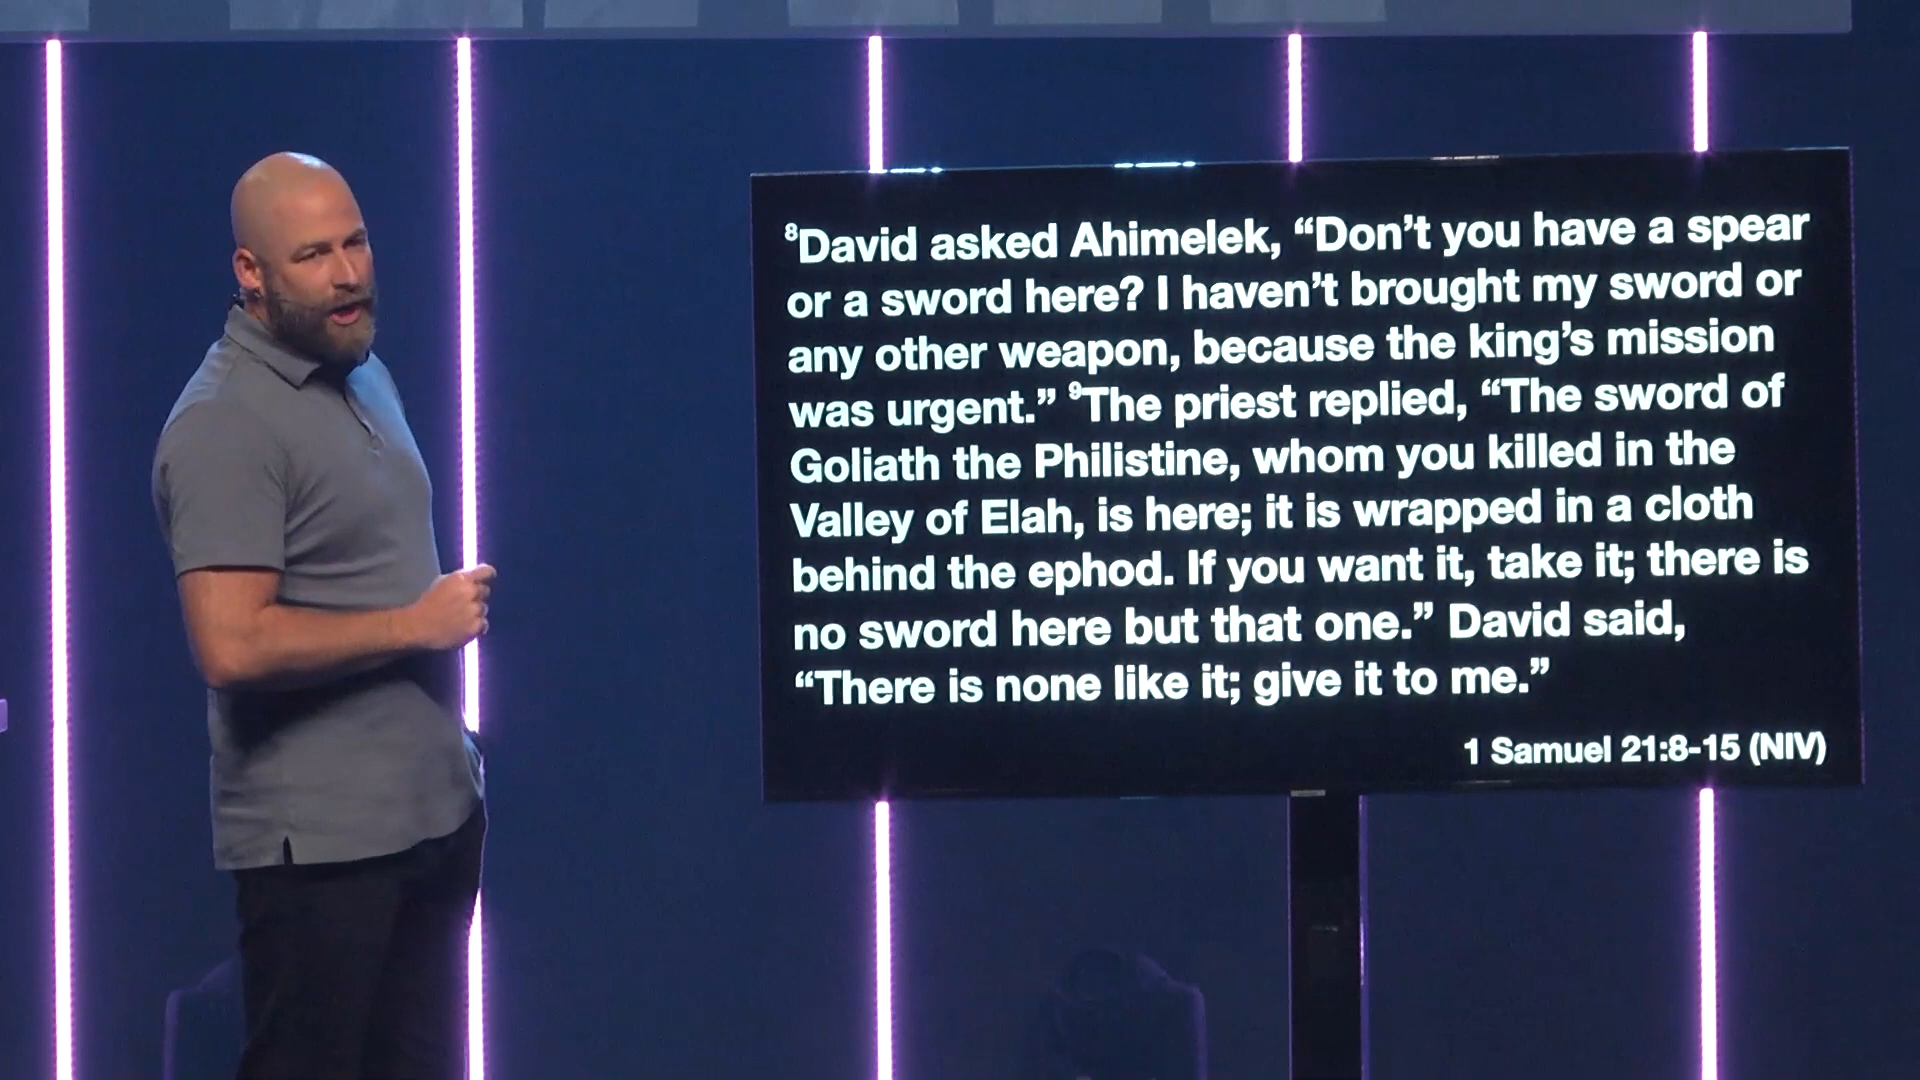 ⁸David asked Ahimelek, “Don’t you have a spear
or a sword here? I haven’t brought my sword or
any other weapon, because the king’s mission
was urgent.” ⁹The priest replied, “The sword of
Goliath the Philistine, whom you killed in the
Valley of Elah, is here; it is wrapped in a cloth
behind the ephod. If you want it, take it; there is
no sword here but that one.” David said,
“There is none like it; give it to me.”
1 Samuel 21:8-15 (NIV)